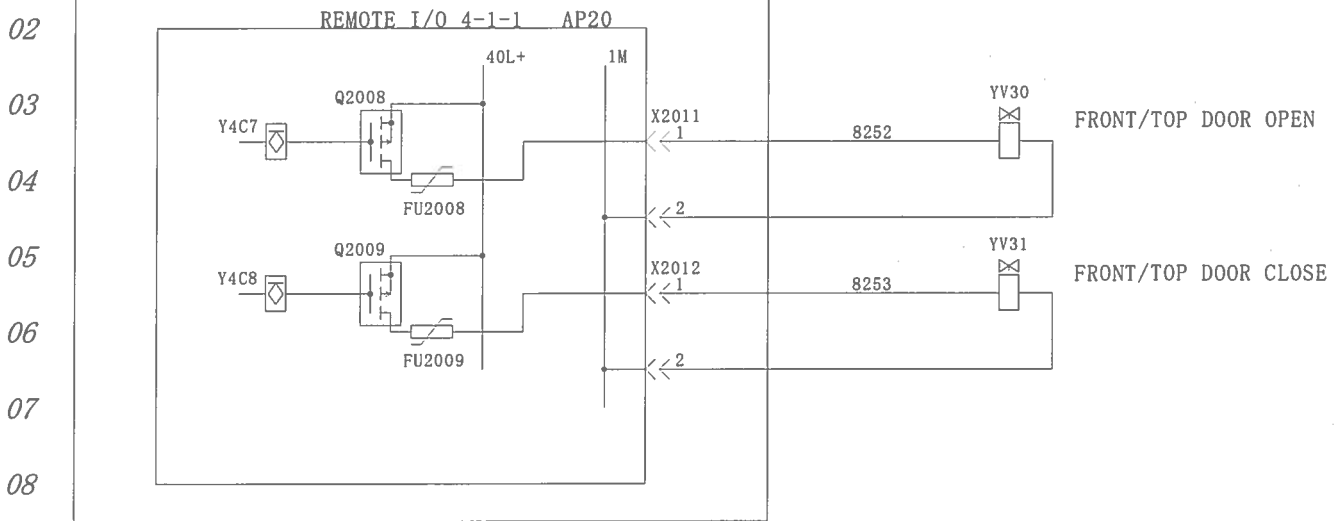 02
REMOTE I/O 4-1-1 AP20
40L+
1M
03
Q2008
X2011
YV30
Y4C7
1
8252
FRONT/TOP DOOR OPEN
04
FU2008
2
05
Q2009
X2012
YV31
Y4C8
1
8253
FRONT/TOP DOOR CLOSE
06
FU2009
2
07
08